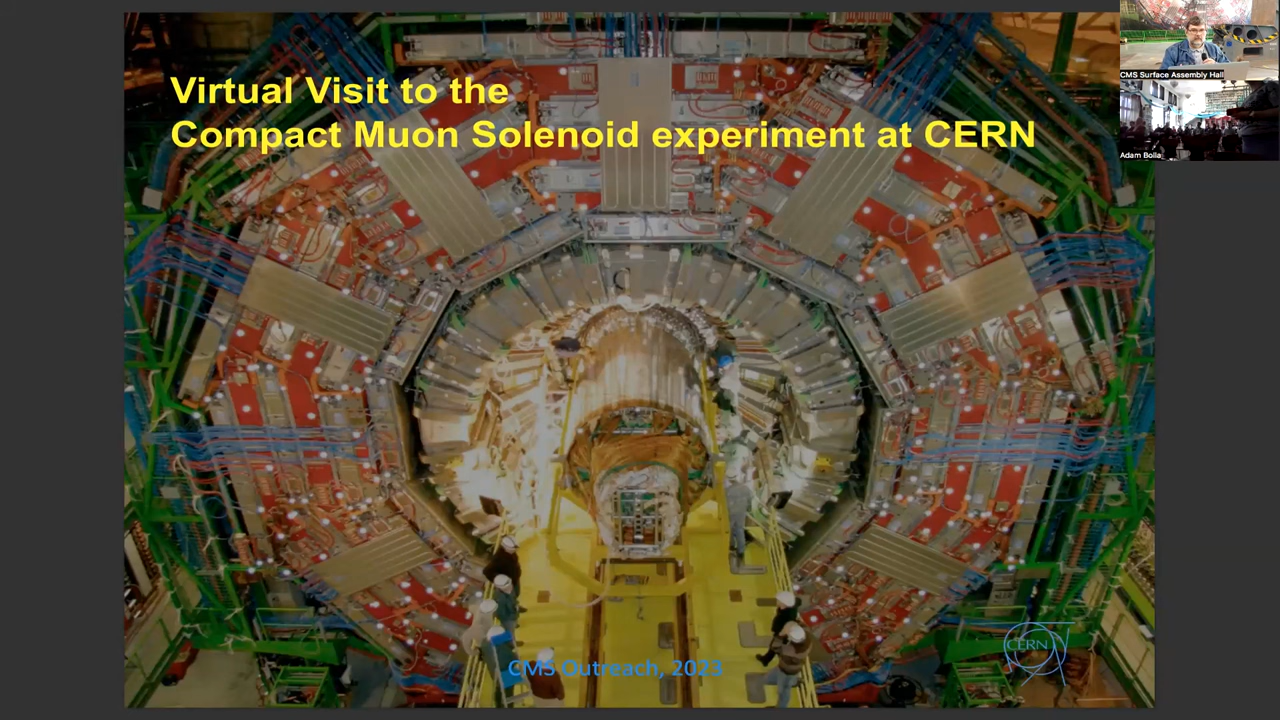 Virtual Visit to the
Compact Muon Solenoid experiment at CERN
CMS Surface Assembly Hall
Adam Bolla
CERN
CMS Outreach, 2023